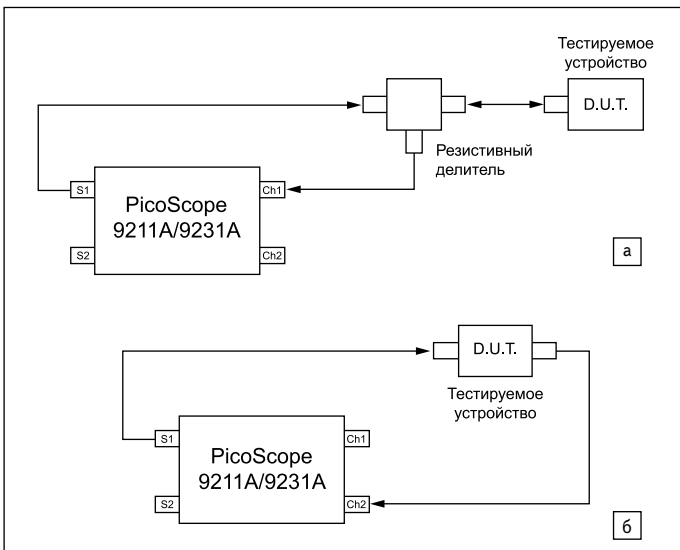 Тестируемое
устройство
D.U.T.
Резистивный
делитель
S1
PicoScope
9211A/9231A
Ch1
S2
Ch2
а
D.U.T.
Тестируемое
устройство
S1
PicoScope
9211A/9231A
Ch1
S2
Ch2
б